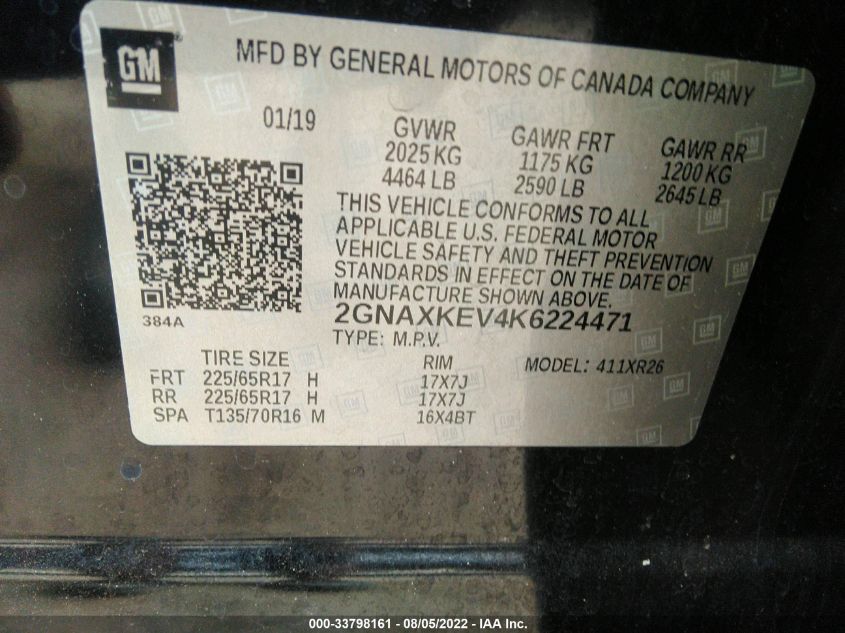 GM
MFD BY GENERAL MOTORS OF CANADA COMPANY
01/19
GVWR
2025 KG
4464 LB
GAWR FRT
1175 KG
2590 LB
GAWR RR
1200 KG
2645 LB
THIS VEHICLE CONFORMS TO ALL
APPLICABLE U.S. FEDERAL MOTOR
VEHICLE SAFETY AND THEFT PREVENTION
STANDARDS IN EFFECT ON THE DATE OF
MANUFACTURE SHOWN ABOVE.
384A
2GNAXKEV4K6224471
TYPE: M.P.V.
TIRE SIZE RIM MODEL: 411XR26
FRT 225/65R17 H 17X7J
RR 225/65R17 H 17X7J
SPA T135/70R16 M 16X4BT
000-33798161 - 08/05/2022 - IAA Inc.